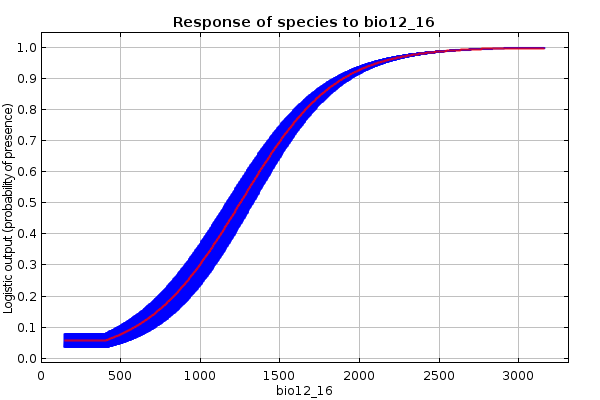 Response of species to bio12_16
Logistic output (probability of presence)
1.0
0.9
0.8
0.7
0.6
0.5
0.4
0.3
0.2
0.1
0.0
0 500 1000 1500 2000 2500 3000
bio12_16